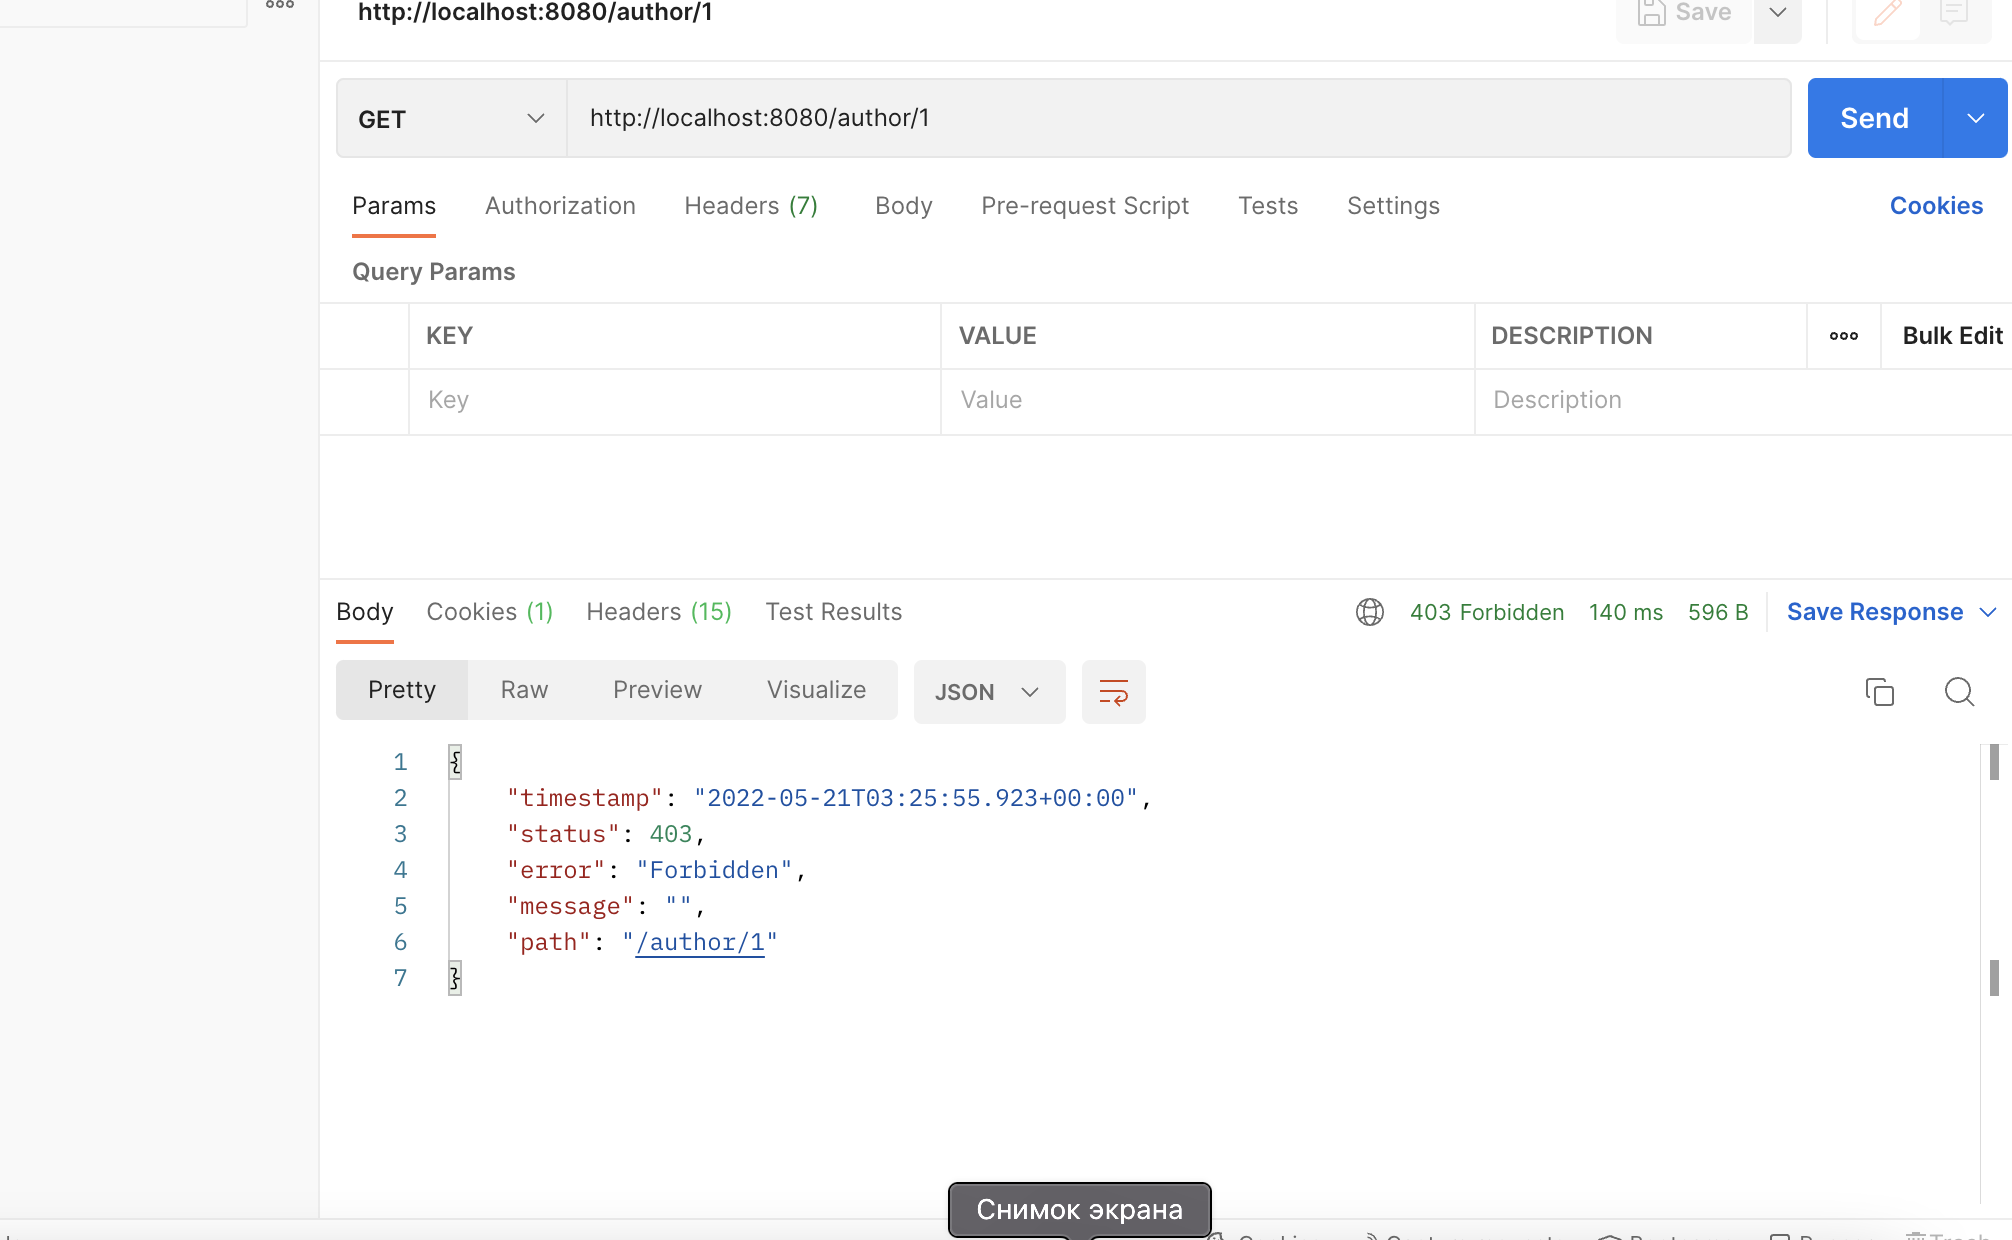 http://localhost:8080/author/1
Save
GET
http://localhost:8080/author/1
Send
Params Authorization Headers (7) Body Pre-request Script Tests Settings Cookies
Query Params
KEY VALUE DESCRIPTION Bulk Edit
Key Value Description
Body Cookies (1) Headers (15) Test Results 403 Forbidden 140 ms 596 B Save Response
Pretty Raw Preview Visualize JSON
1 {
2 "timestamp": "2022-05-21T03:25:55.923+00:00",
3 "status": 403,
4 "error": "Forbidden",
5 "message": "",
6 "path": "/author/1"
7 }
Снимок экрана